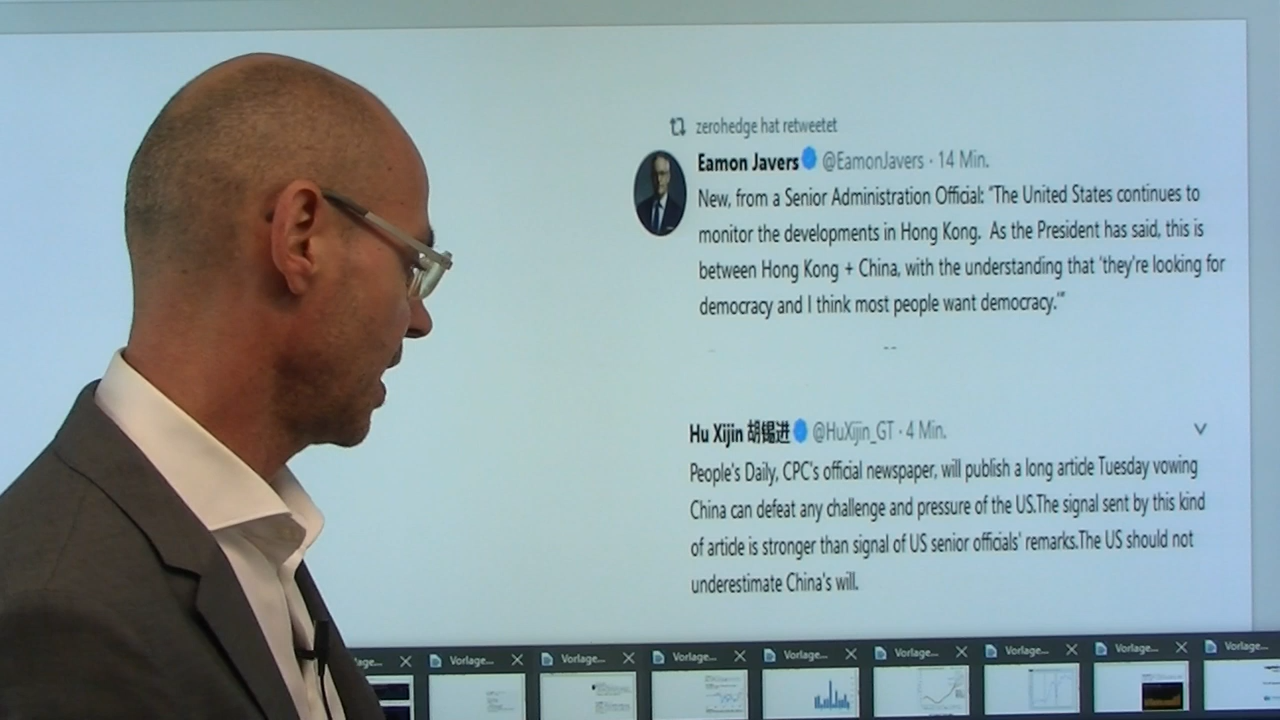 zerohedge hat retweetet
Eamon Javers @EamonJavers · 14 Min.
New, from a Senior Administration Official: "The United States continues to
monitor the developments in Hong Kong. As the President has said, this is
between Hong Kong + China, with the understanding that 'they're looking for
democracy and I think most people want democracy.'"
Hu Xijin 胡锡进 @HuXijin_GT · 4 Min.
People's Daily, CPC's official newspaper, will publish a long article Tuesday vowing
China can defeat any challenge and pressure of the US.The signal sent by this kind
of article is stronger than signal of US senior officials' remarks.The US should not
underestimate China's will.
lage... Vorlage... Vorlage... Vorlage... Vorlage... Vorlage... Vorlage... Vorlage... Vorlage...